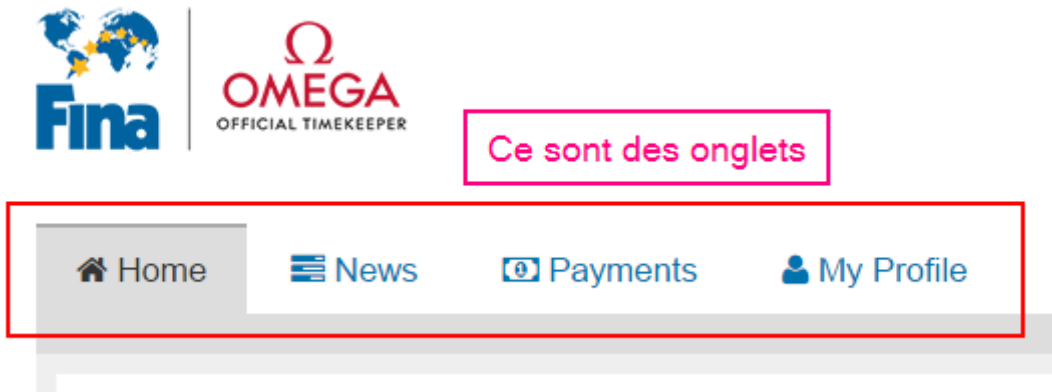 Fina
Ω
OMEGA
OFFICIAL TIMEKEEPER
Ce sont des onglets
Home News Payments My Profile